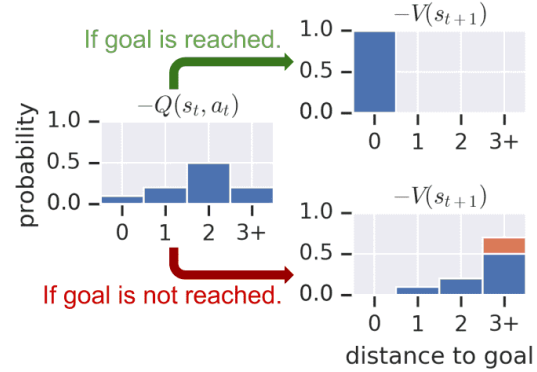 If goal is reached.
−V(s_{t+1})
1.0
0.5
0.0
0 1 2 3+
−Q(s_t, a_t)
probability
1.0
0.5
0.0
0 1 2 3+
If goal is not reached.
−V(s_{t+1})
1.0
0.5
0.0
0 1 2 3+
distance to goal